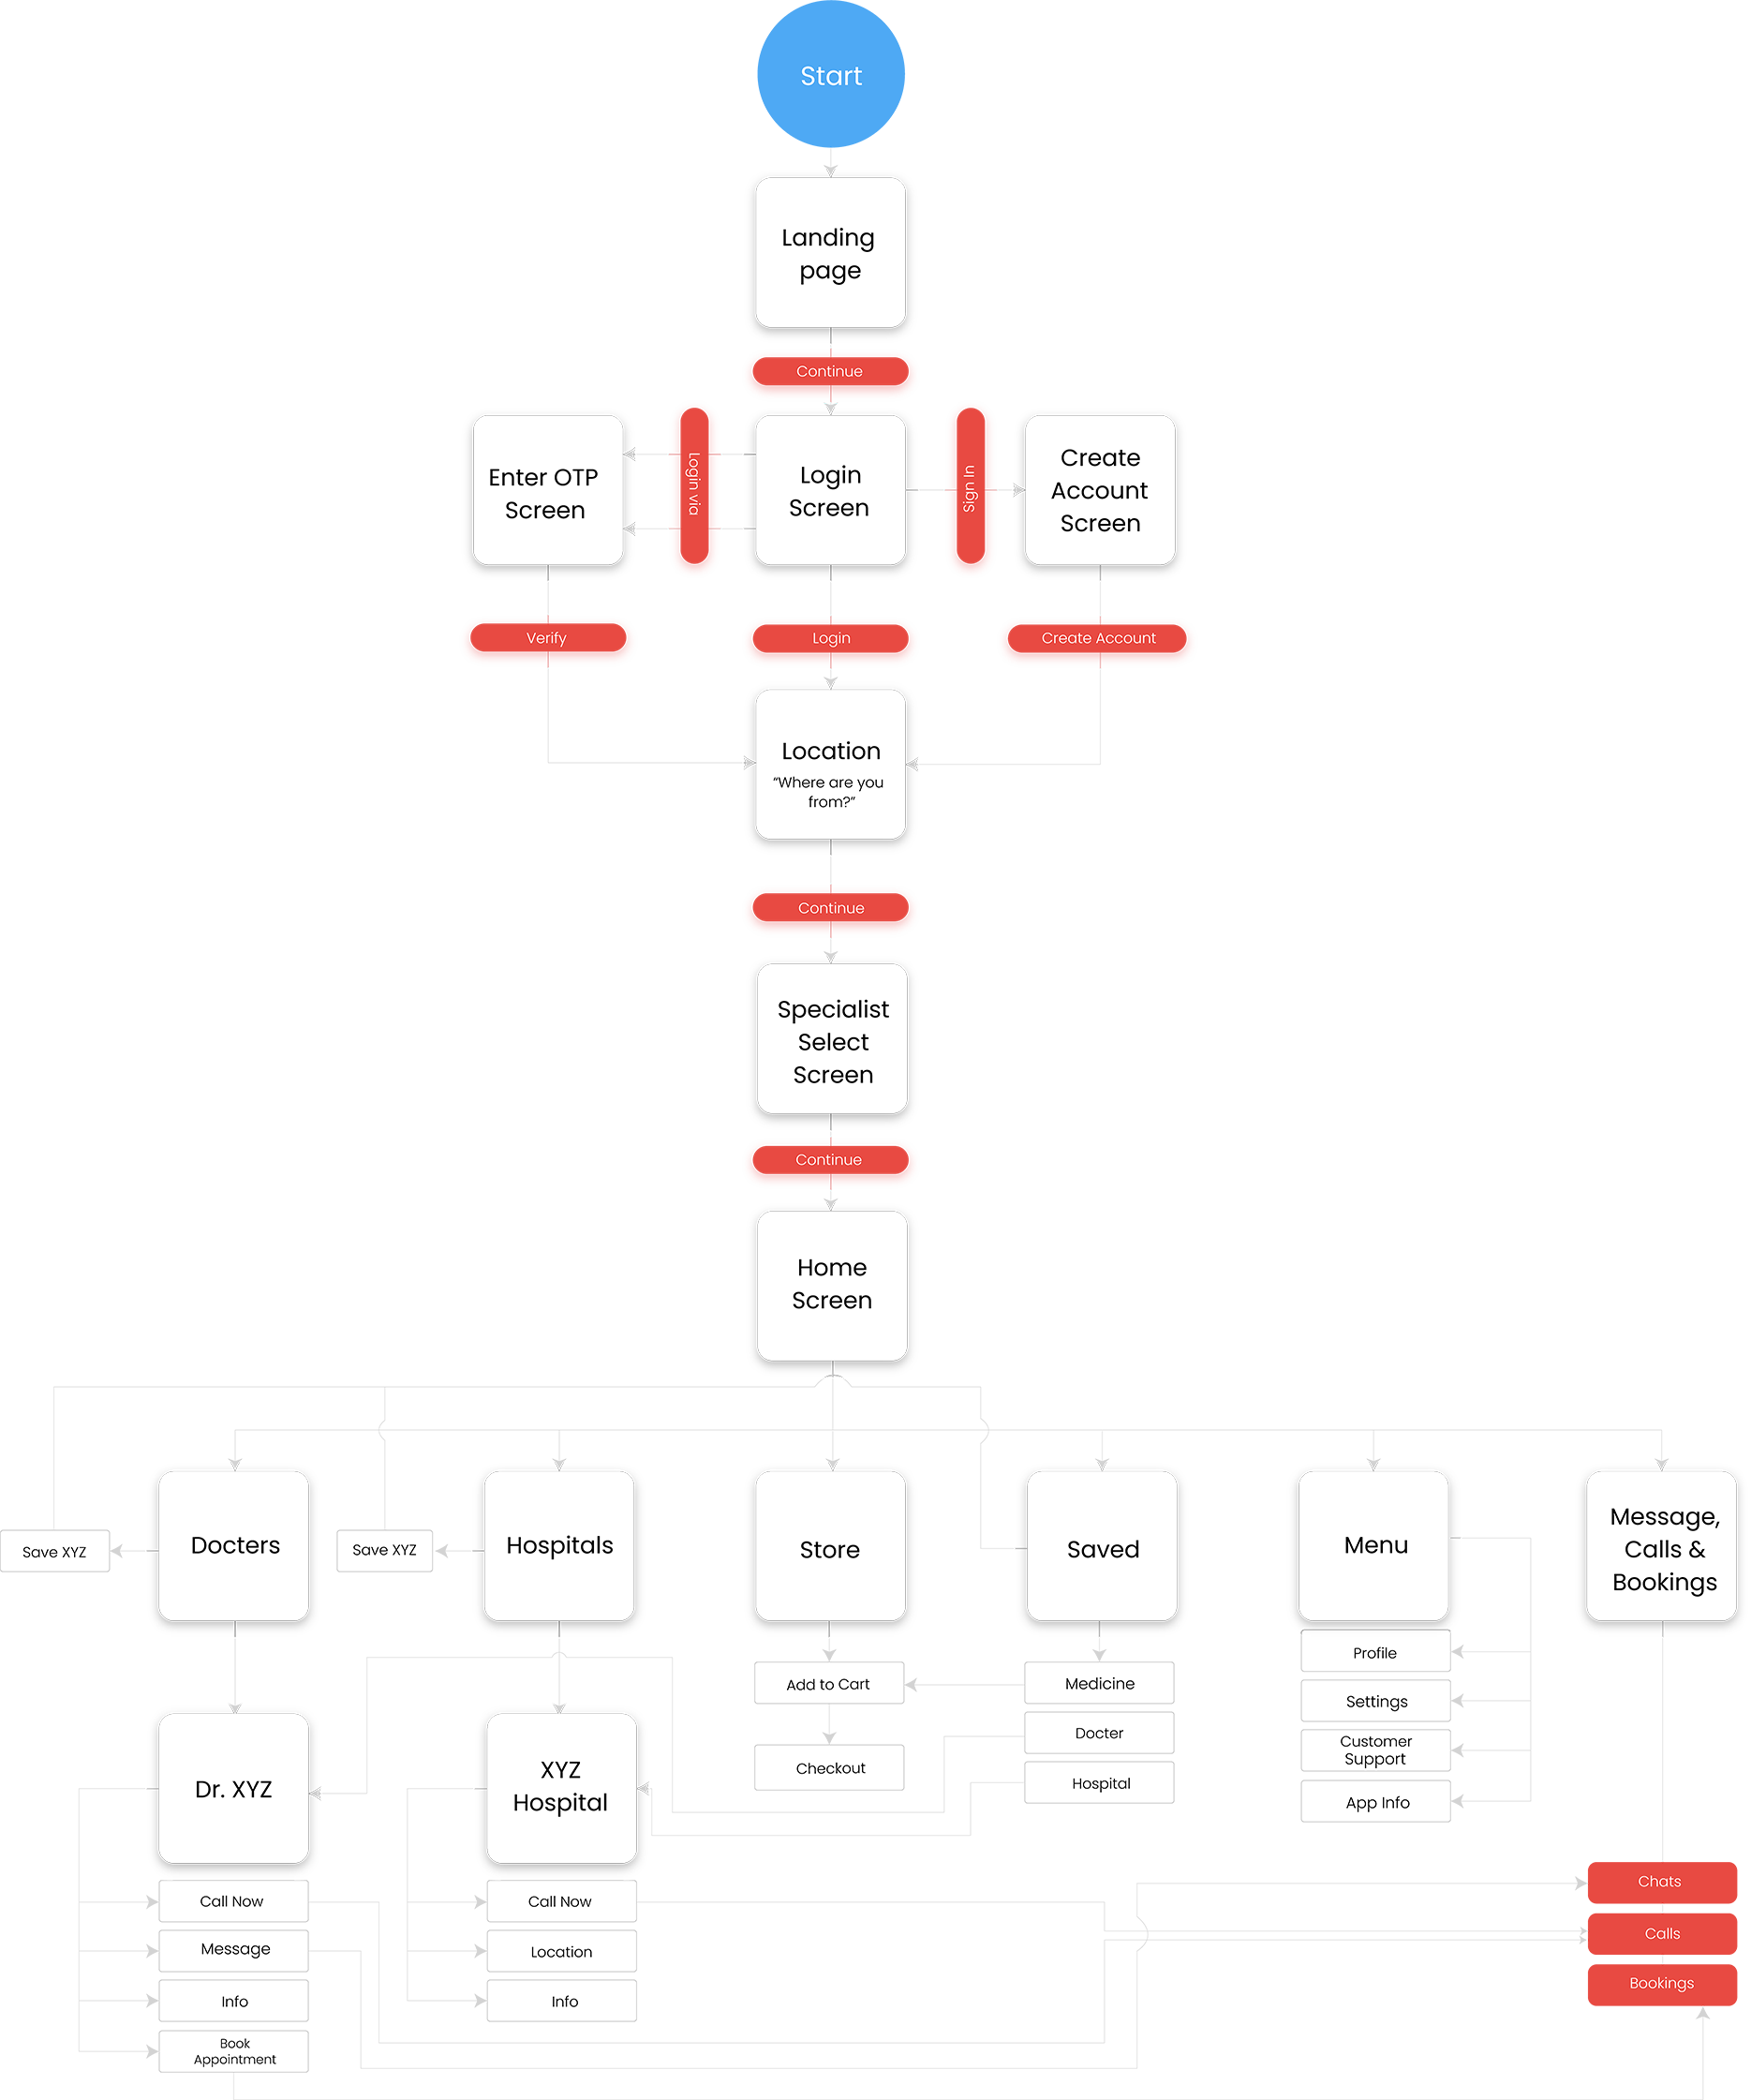 Start
Landing
page
Continue
Enter OTP
Screen
Login via
Login
Screen
Sign In
Create
Account
Screen
Verify
Login
Create Account
Location
“Where are you
from?”
Continue
Specialist
Select
Screen
Continue
Home
Screen
Save XYZ
Docters
Save XYZ
Hospitals
Store
Saved
Menu
Message,
Calls &
Bookings
Add to Cart
Checkout
Medicine
Docter
Hospital
Profile
Settings
Customer
Support
App Info
Dr. XYZ
XYZ
Hospital
Call Now
Message
Info
Book
Appointment
Call Now
Location
Info
Chats
Calls
Bookings